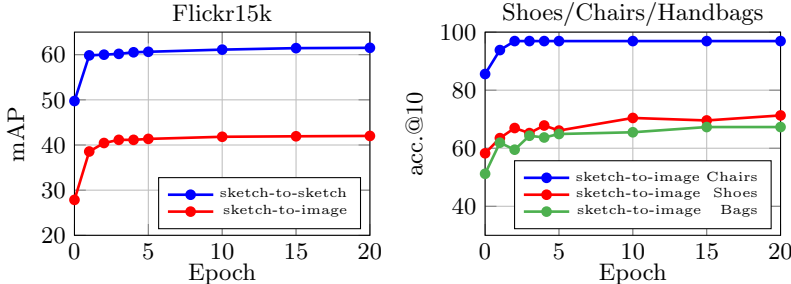 Flickr15k
60
50
40
30
20
mAP
sketch-to-sketch
sketch-to-image
0 5 10 15 20
Epoch
Shoes/Chairs/Handbags
100
80
60
40
acc.@10
sketch-to-image Chairs
sketch-to-image Shoes
sketch-to-image Bags
0 5 10 15 20
Epoch